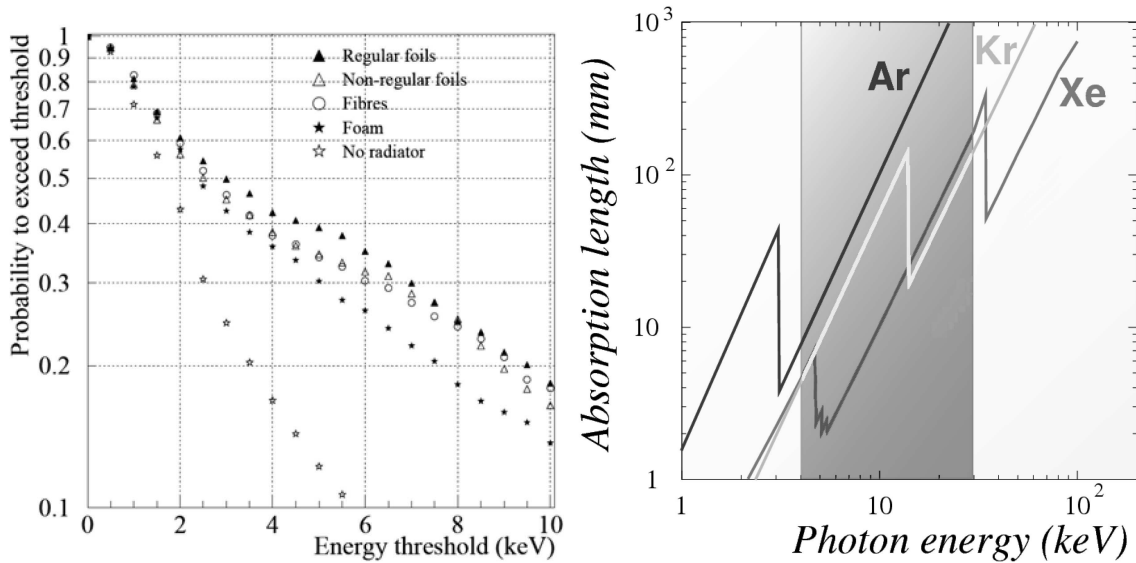 Probability to exceed threshold
1
0.9
0.8
0.7
0.6
0.5
0.4
0.3
0.2
0.1
Regular foils
Non-regular foils
Fibres
Foam
No radiator
0 2 4 6 8 10
Energy threshold (keV)
Absorption length (mm)
10³
10²
10
1
Ar
Kr
Xe
1 10 10²
Photon energy (keV)